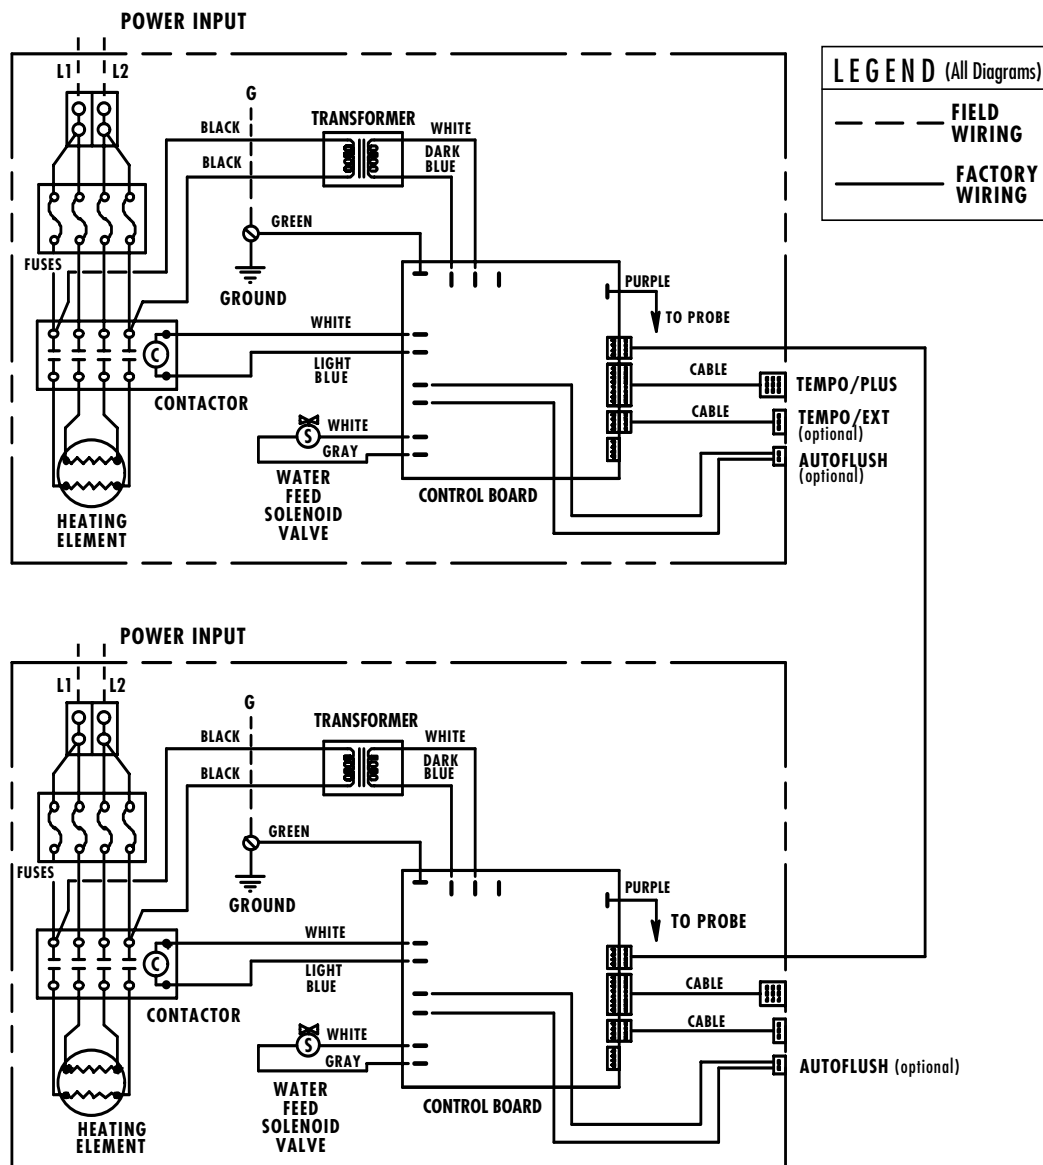 POWER INPUT
L1 L2
G
BLACK
TRANSFORMER
WHITE
BLACK
DARK
BLUE
GREEN
FUSES
GROUND
PURPLE
TO PROBE
WHITE
LIGHT
BLUE
C
CONTACTOR
CABLE
TEMPO/PLUS
CABLE
TEMPO/EXT
(optional)
S
WHITE
GRAY
AUTOFLUSH
(optional)
WATER
FEED
SOLENOID
VALVE
CONTROL BOARD
HEATING
ELEMENT
LEGEND (All Diagrams)
FIELD
WIRING
FACTORY
WIRING
POWER INPUT
L1 L2
G
BLACK
TRANSFORMER
WHITE
BLACK
DARK
BLUE
GREEN
FUSES
GROUND
PURPLE
TO PROBE
WHITE
LIGHT
BLUE
C
CONTACTOR
CABLE
CABLE
S
WHITE
GRAY
AUTOFLUSH (optional)
WATER
FEED
SOLENOID
VALVE
CONTROL BOARD
HEATING
ELEMENT